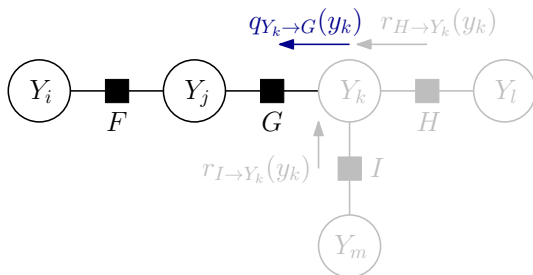 q_{Y_k→G}(y_k) r_{H→Y_k}(y_k)
Y_i Y_j Y_k Y_l
F G H
r_{I→Y_k}(y_k) I
Y_m